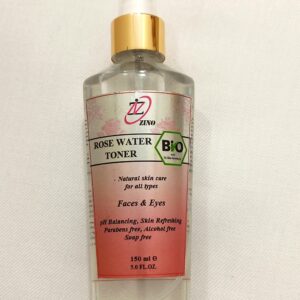 ZINO
ROSE WATER
TONER
BIO
- Natural skin care
for all types
Faces & Eyes
pH Balancing, Skin Refreshing
Parabens free, Alcohol free
Soap free
150 ml e
5.0 FL.OZ.